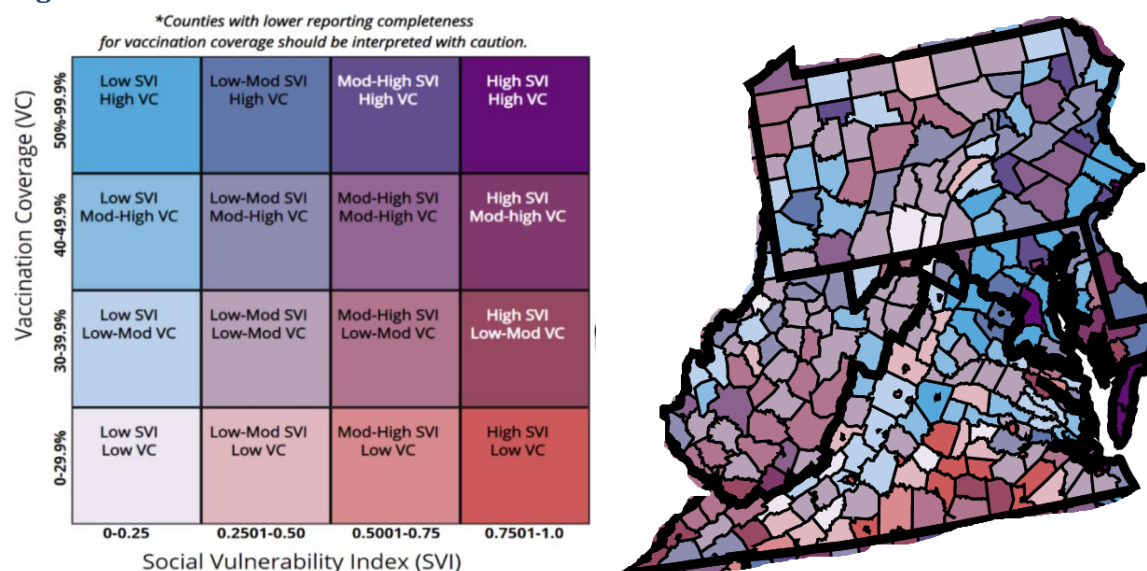 *Counties with lower reporting completeness
for vaccination coverage should be interpreted with caution.
Vaccination Coverage (VC)
50%-99.9%
Low SVI
High VC
Low-Mod SVI
High VC
Mod-High SVI
High VC
High SVI
High VC
40-49.9%
Low SVI
Mod-High VC
Low-Mod SVI
Mod-High VC
Mod-High SVI
Mod-High VC
High SVI
Mod-high VC
30-39.9%
Low SVI
Low-Mod VC
Low-Mod SVI
Low-Mod VC
Mod-High SVI
Low-Mod VC
High SVI
Low-Mod VC
0-29.9%
Low SVI
Low VC
Low-Mod SVI
Low VC
Mod-High SVI
Low VC
High SVI
Low VC
0-0.25
0.2501-0.50
0.5001-0.75
0.7501-1.0
Social Vulnerability Index (SVI)